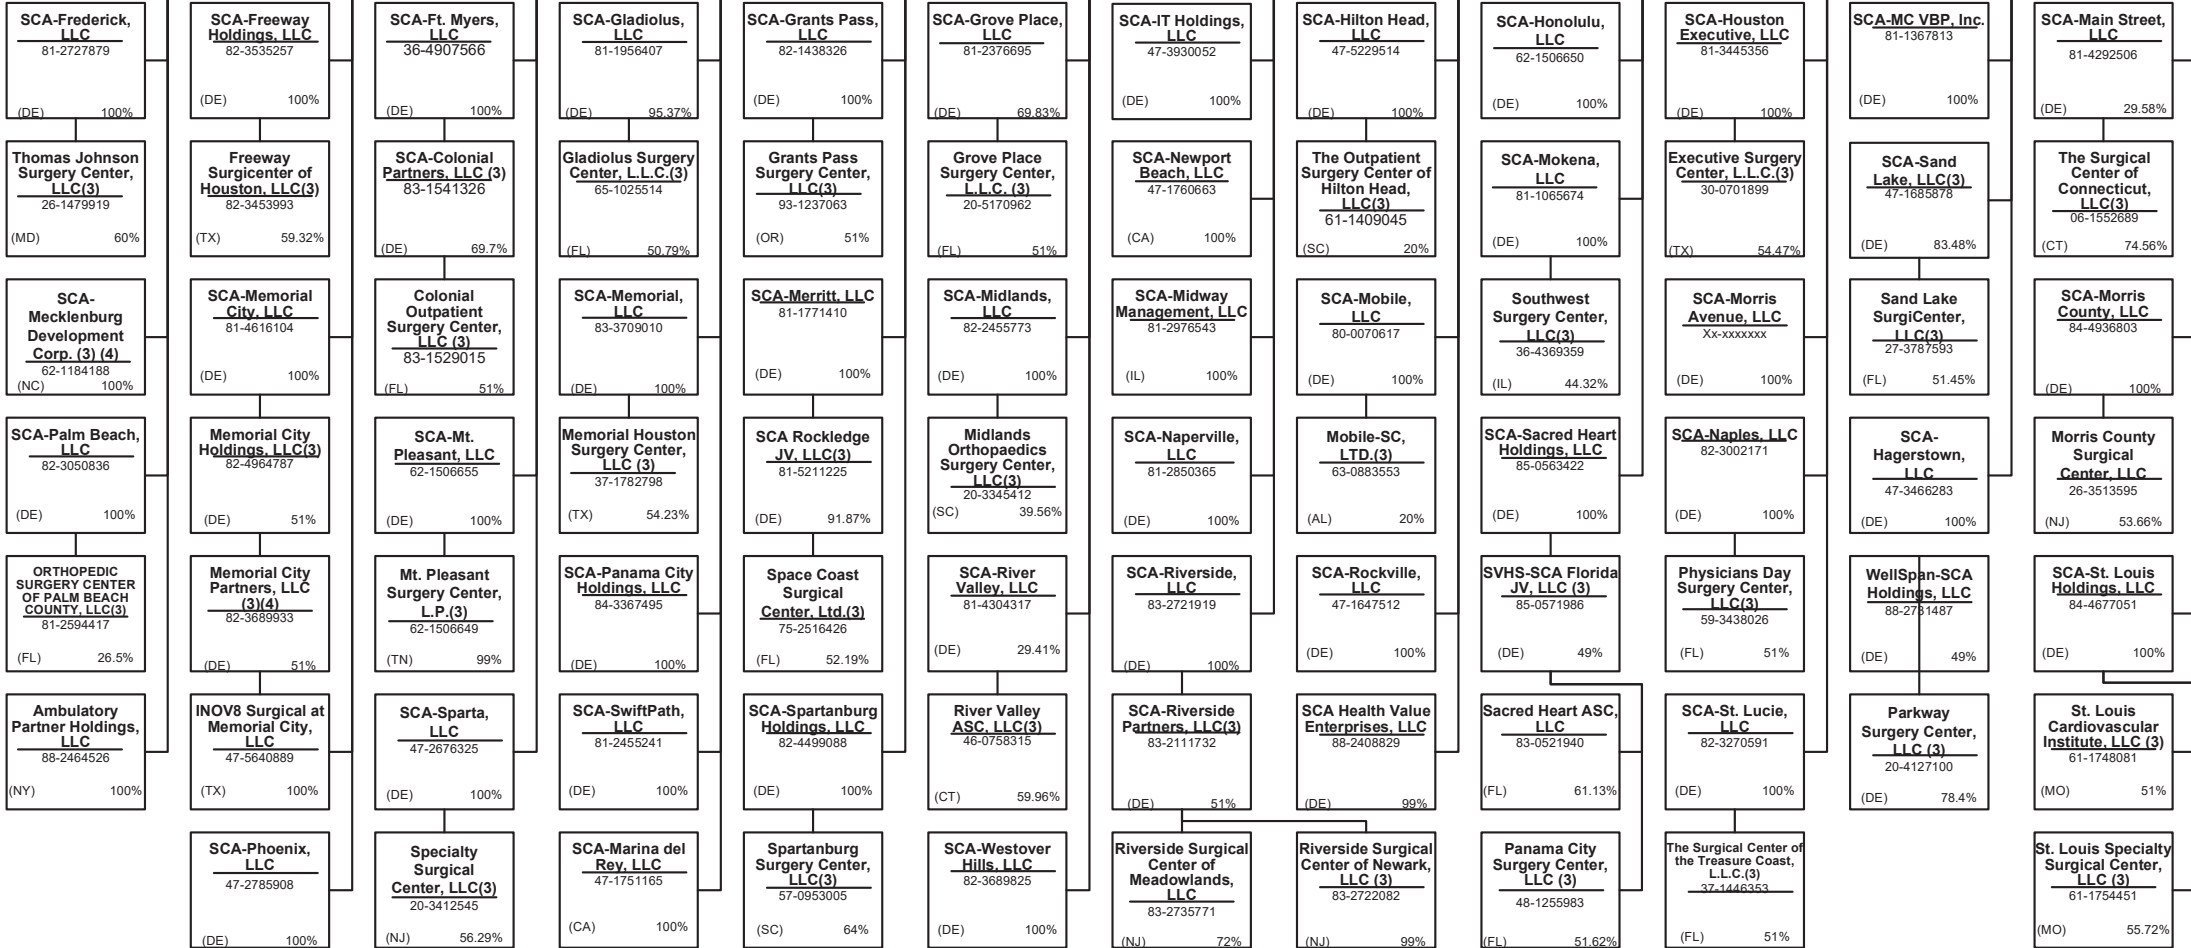 SCA-Frederick,
LLC
81-2727879
(DE) 100%
Thomas Johnson
Surgery Center,
LLC(3)
26-1479919
(MD) 60%
SCA-
Mecklenburg
Development
Corp. (3) (4)
62-1184188
(NC) 100%
SCA-Palm Beach,
LLC
82-3050836
(DE) 100%
ORTHOPEDIC
SURGERY CENTER
OF PALM BEACH
COUNTY, LLC(3)
81-2594417
(FL) 26.5%
Ambulatory
Partner Holdings,
LLC
88-2464526
(NY) 100%
SCA-Freeway
Holdings, LLC
82-3535257
(DE) 100%
Freeway
Surgicenter of
Houston, LLC(3)
82-3453993
(TX) 59.32%
SCA-Memorial
City, LLC
81-4616104
(DE) 100%
Memorial City
Holdings, LLC(3)
82-4964787
(DE) 51%
Memorial City
Partners, LLC
(3)(4)
82-3689933
(DE) 51%
INOV8 Surgical at
Memorial City,
LLC
47-5640889
(TX) 100%
SCA-Phoenix,
LLC
47-2785908
(DE) 100%
SCA-Ft. Myers,
LLC
36-4907566
(DE) 100%
SCA-Colonial
Partners, LLC (3)
83-1541326
(DE) 69.7%
Colonial
Outpatient
Surgery Center,
LLC (3)
83-1529015
(FL) 51%
SCA-Mt.
Pleasant, LLC
62-1506655
(DE) 100%
Mt. Pleasant
Surgery Center,
L.P.(3)
62-1506649
(TN) 99%
SCA-Sparta,
LLC
47-2676325
(DE) 100%
Specialty
Surgical
Center, LLC(3)
20-3412545
(NJ) 56.29%
SCA-Gladiolus,
LLC
81-1956407
(DE) 95.37%
Gladiolus Surgery
Center, L.L.C.(3)
65-1025514
(FL) 50.79%
SCA-Memorial,
LLC
83-3709010
(DE) 100%
Memorial Houston
Surgery Center,
LLC (3)
37-1782798
(TX) 54.23%
SCA-Panama City
Holdings, LLC
84-3367495
(DE) 100%
SCA-SwiftPath,
LLC
81-2455241
(DE) 100%
SCA-Marina del
Rey, LLC
47-1751165
(CA) 100%
SCA-Grants Pass,
LLC
82-1438326
(DE) 100%
Grants Pass
Surgery Center,
LLC(3)
93-1237063
(OR) 51%
SCA-Merritt, LLC
81-1771410
(DE) 100%
SCA Rockledge
JV, LLC(3)
81-5211225
(DE) 91.87%
Space Coast
Surgical
Center, Ltd.(3)
75-2516426
(FL) 52.19%
SCA-Spartanburg
Holdings, LLC
82-4499088
(DE) 100%
Spartanburg
Surgery Center,
LLC(3)
57-0953005
(SC) 64%
SCA-Grove Place,
LLC
81-2376695
(DE) 69.83%
Grove Place
Surgery Center,
L.L.C. (3)
20-5170962
(FL) 51%
SCA-Midlands,
LLC
82-2455773
(DE) 100%
Midlands
Orthopaedics
Surgery Center,
LLC(3)
20-3345412
(SC) 39.56%
SCA-River
Valley, LLC
81-4304317
(DE) 29.41%
River Valley
ASC, LLC(3)
46-0758315
(CT) 59.96%
SCA-Westover
Hills, LLC
82-3689825
(DE) 100%
SCA-IT Holdings,
LLC
47-3930052
(DE) 100%
SCA-Newport
Beach, LLC
47-1760663
(CA) 100%
SCA-Midway
Management, LLC
81-2976543
(IL) 100%
SCA-Naperville,
LLC
81-2850365
(DE) 100%
SCA-Riverside,
LLC
83-2721919
(DE) 100%
SCA-Riverside
Partners, LLC(3)
83-2111732
(DE) 51%
Riverside Surgical
Center of
Meadowlands,
LLC
83-2735771
(NJ) 72%
SCA-Hilton Head,
LLC
47-5229514
(DE) 100%
The Outpatient
Surgery Center of
Hilton Head,
LLC(3)
61-1409045
(SC) 20%
SCA-Mobile,
LLC
80-0070617
(DE) 100%
Mobile-SC,
LTD.(3)
63-0883553
(AL) 20%
SCA-Rockville,
LLC
47-1647512
(DE) 100%
SCA Health Value
Enterprises, LLC
88-2408829
(DE) 99%
Riverside Surgical
Center of Newark,
LLC (3)
83-2722082
(NJ) 99%
SCA-Honolulu,
LLC
62-1506650
(DE) 100%
SCA-Mokena,
LLC
81-1065674
(DE) 100%
Southwest
Surgery Center,
LLC(3)
36-4369359
(IL) 44.32%
SCA-Sacred Heart
Holdings, LLC
85-0563422
(DE) 100%
SVHS-SCA Florida
JV, LLC (3)
85-0571986
(DE) 49%
Sacred Heart ASC,
LLC
83-0521940
(FL) 61.13%
Panama City
Surgery Center,
LLC (3)
48-1255983
(FL) 51.62%
SCA-Houston
Executive, LLC
81-3445356
(DE) 100%
Executive Surgery
Center, L.L.C.(3)
30-0701899
(TX) 54.47%
SCA-Morris
Avenue, LLC
Xx-xxxxxxx
(DE) 100%
SCA-Naples, LLC
82-3002171
(DE) 100%
Physicians Day
Surgery Center,
LLC(3)
59-3438026
(FL) 51%
SCA-St. Lucie,
LLC
82-3270591
(DE) 100%
The Surgical Center of
the Treasure Coast,
L.L.C.(3)
37-1446353
(FL) 51%
SCA-MC VBP, Inc.
81-1367813
(DE) 100%
SCA-Sand
Lake, LLC(3)
47-1685878
(DE) 83.48%
Sand Lake
SurgiCenter,
LLC(3)
27-3787593
(FL) 51.45%
SCA-
Hagerstown,
LLC
47-3466283
(DE) 100%
WellSpan-SCA
Holdings, LLC
88-2731487
(DE) 49%
Parkway
Surgery Center,
LLC (3)
20-4127100
(DE) 78.4%
SCA-Main Street,
LLC
81-4292506
(DE) 29.58%
The Surgical
Center of
Connecticut,
LLC(3)
06-1552689
(CT) 74.56%
SCA-Morris
County, LLC
84-4936803
(DE) 100%
Morris County
Surgical
Center, LLC
26-3513595
(NJ) 53.66%
SCA-St. Louis
Holdings, LLC
84-4677051
(DE) 100%
St. Louis
Cardiovascular
Institute, LLC (3)
61-1748081
(MO) 51%
St. Louis Specialty
Surgical Center,
LLC (3)
61-1754451
(MO) 55.72%